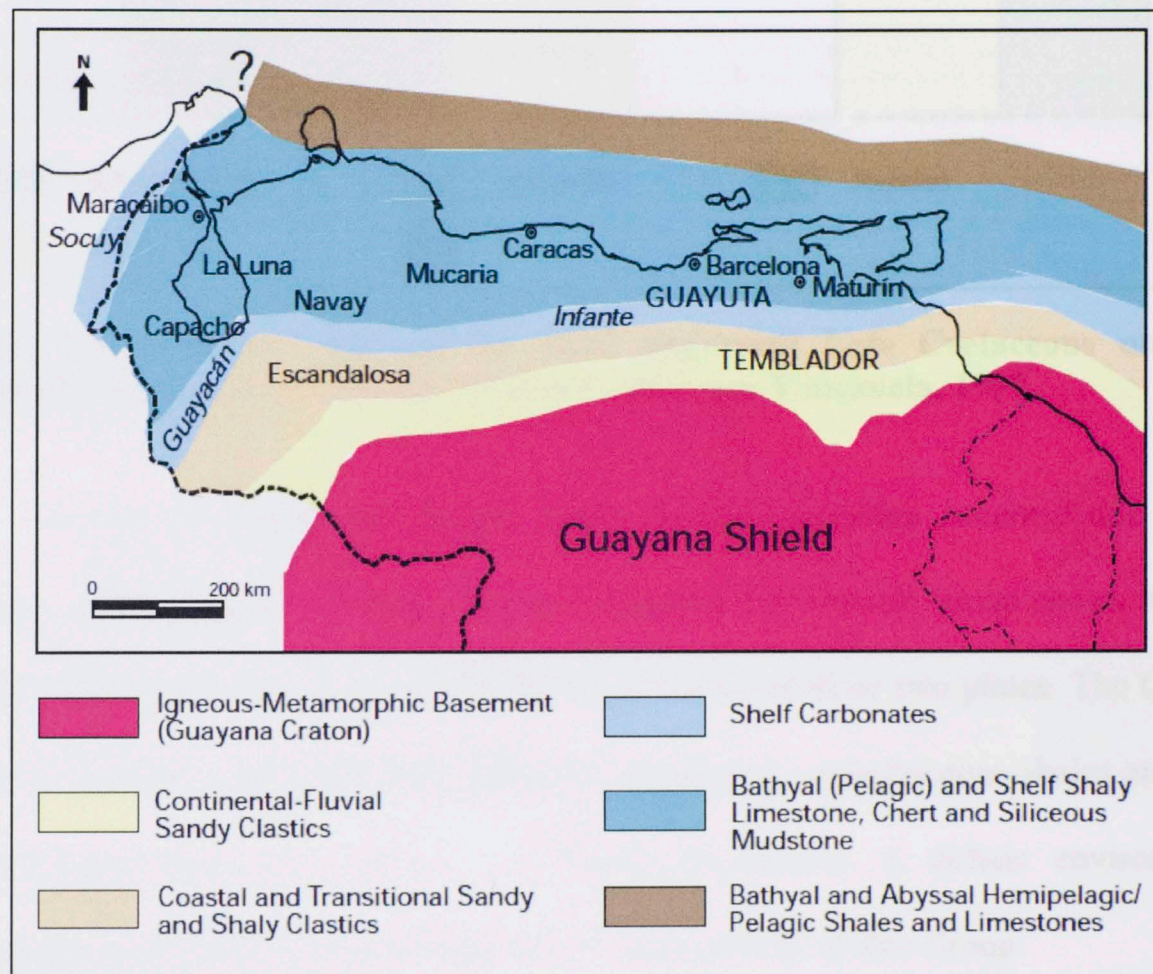 N
?
Maracaibo
Socuy
La Luna
Mucaria
Caracas
Barcelona
Navay
GUAYUTA
Maturín
Capacho
Infante
Guayacán
Escandalosa
TEMBLADOR
Guayana Shield
0 200 km
Igneous-Metamorphic Basement
(Guayana Craton)
Continental-Fluvial
Sandy Clastics
Coastal and Transitional Sandy
and Shaly Clastics
Shelf Carbonates
Bathyal (Pelagic) and Shelf Shaly
Limestone, Chert and Siliceous
Mudstone
Bathyal and Abyssal Hemipelagic/
Pelagic Shales and Limestones